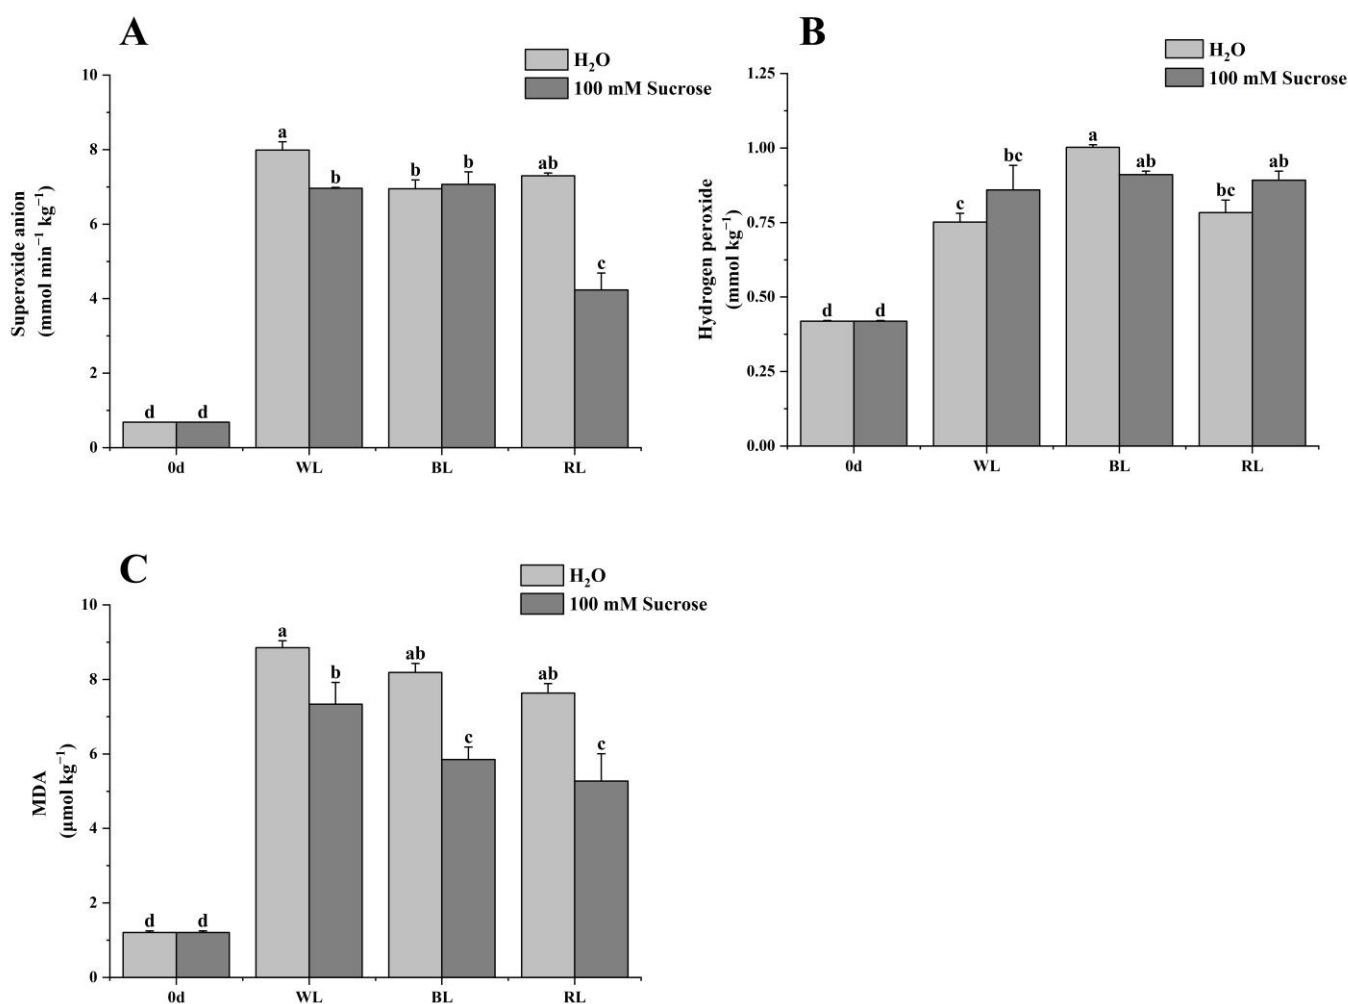 A
H₂O
100 mM Sucrose
Superoxide anion
(mmol min⁻¹ kg⁻¹)
10
8
6
4
2
0
d d a b b b ab c
0d WL BL RL
B
H₂O
100 mM Sucrose
Hydrogen peroxide
(mmol kg⁻¹)
1.25
1.00
0.75
0.50
0.25
0.00
d d c bc a ab bc ab
0d WL BL RL
C
H₂O
100 mM Sucrose
MDA
(μmol kg⁻¹)
10
8
6
4
2
0
d d a b ab c ab c
0d WL BL RL